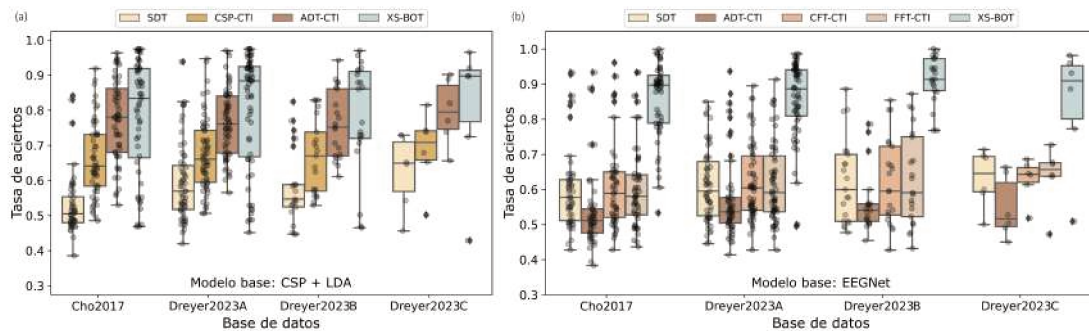 (a)
SDT CSP-CTI ADT-CTI XS-BOT
Tasa de aciertos
1.0
0.9
0.8
0.7
0.6
0.5
0.4
0.3
Modelo base: CSP + LDA
Cho2017 Dreyer2023A Dreyer2023B Dreyer2023C
Base de datos
(b)
SDT ADT-CTI CFT-CTI FFT-CTI XS-BOT
Tasa de aciertos
1.0
0.9
0.8
0.7
0.6
0.5
0.4
0.3
Modelo base: EEGNet
Cho2017 Dreyer2023A Dreyer2023B Dreyer2023C
Base de datos